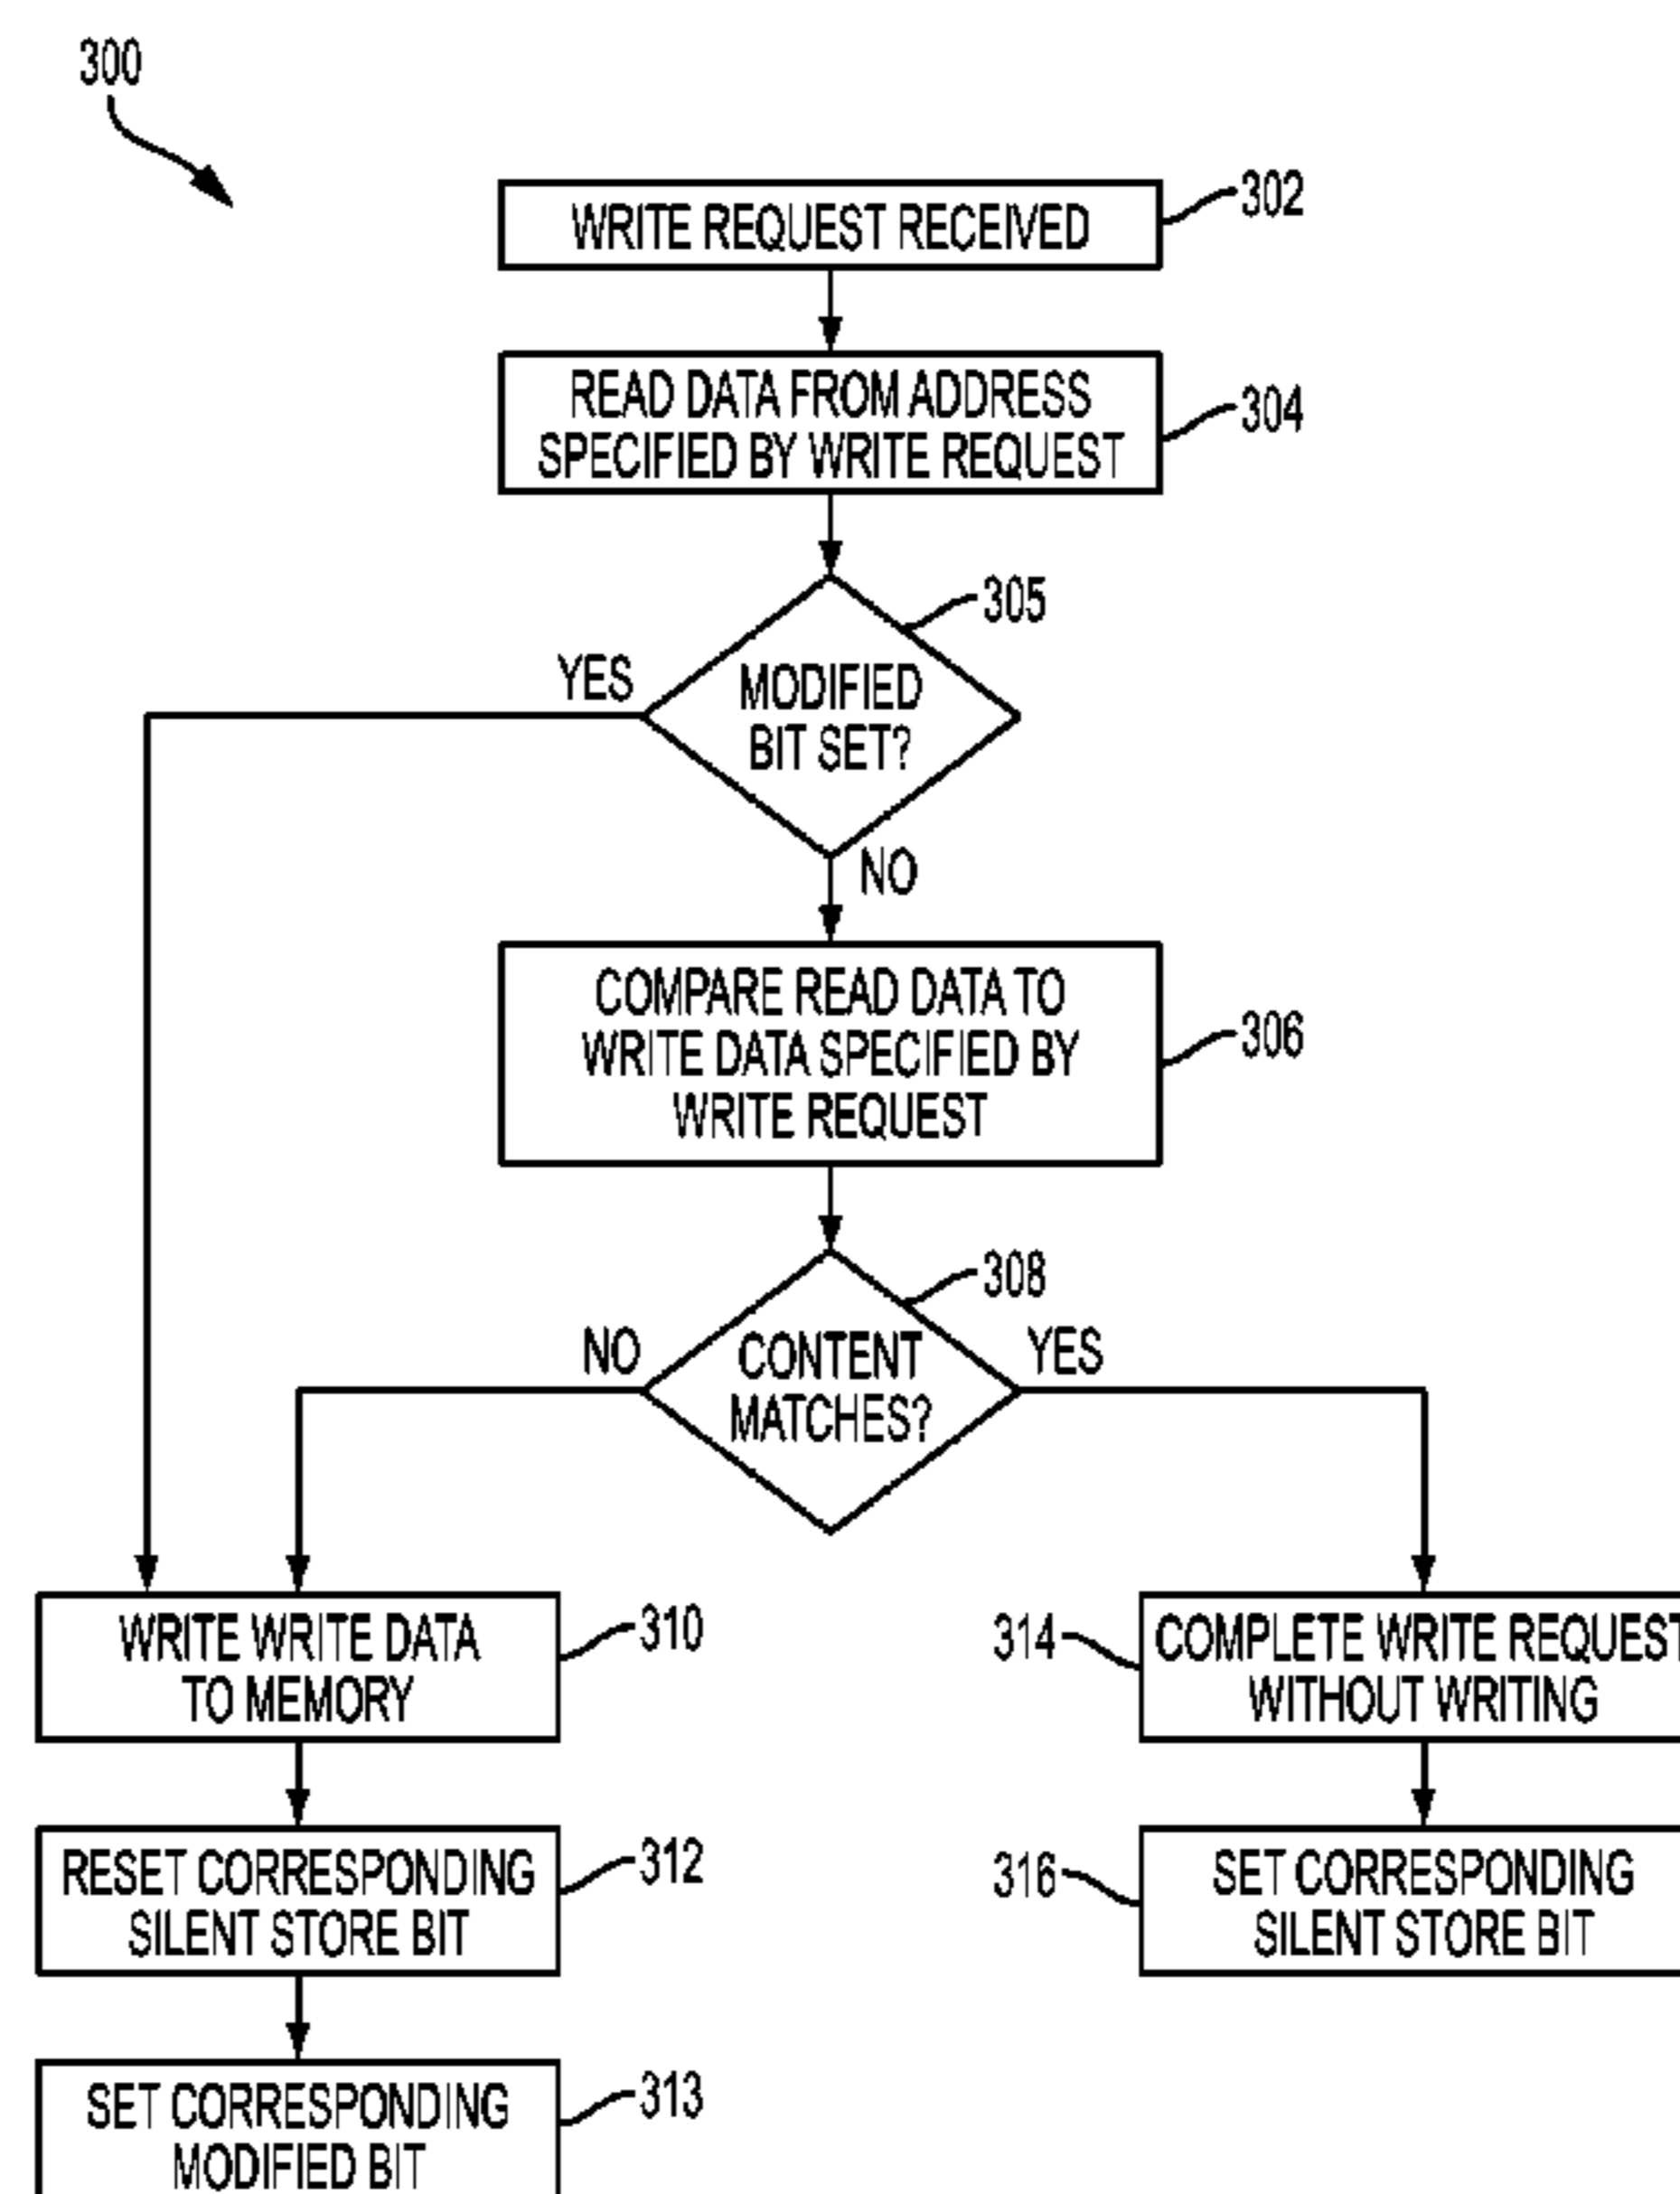 300
WRITE REQUEST RECEIVED
302
READ DATA FROM ADDRESS
SPECIFIED BY WRITE REQUEST
304
305
YES
MODIFIED
BIT SET?
NO
COMPARE READ DATA TO
WRITE DATA SPECIFIED BY
WRITE REQUEST
306
308
NO
CONTENT
MATCHES?
YES
WRITE WRITE DATA
TO MEMORY
310
314
COMPLETE WRITE REQUEST
WITHOUT WRITING
RESET CORRESPONDING
SILENT STORE BIT
312
316
SET CORRESPONDING
SILENT STORE BIT
SET CORRESPONDING
MODIFIED BIT
313